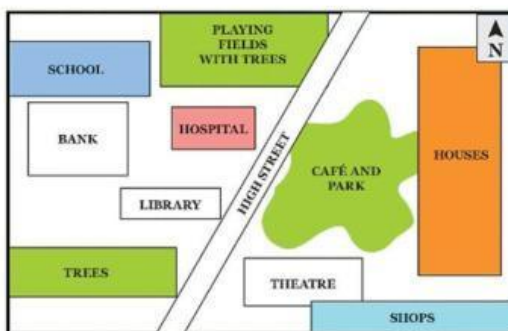 PLAYING
FIELDS
WITH TREES
N
SCHOOL
BANK
HOSPITAL
HIGH STREET
CAFÉ AND
PARK
HOUSES
LIBRARY
TREES
THEATRE
SHOPS